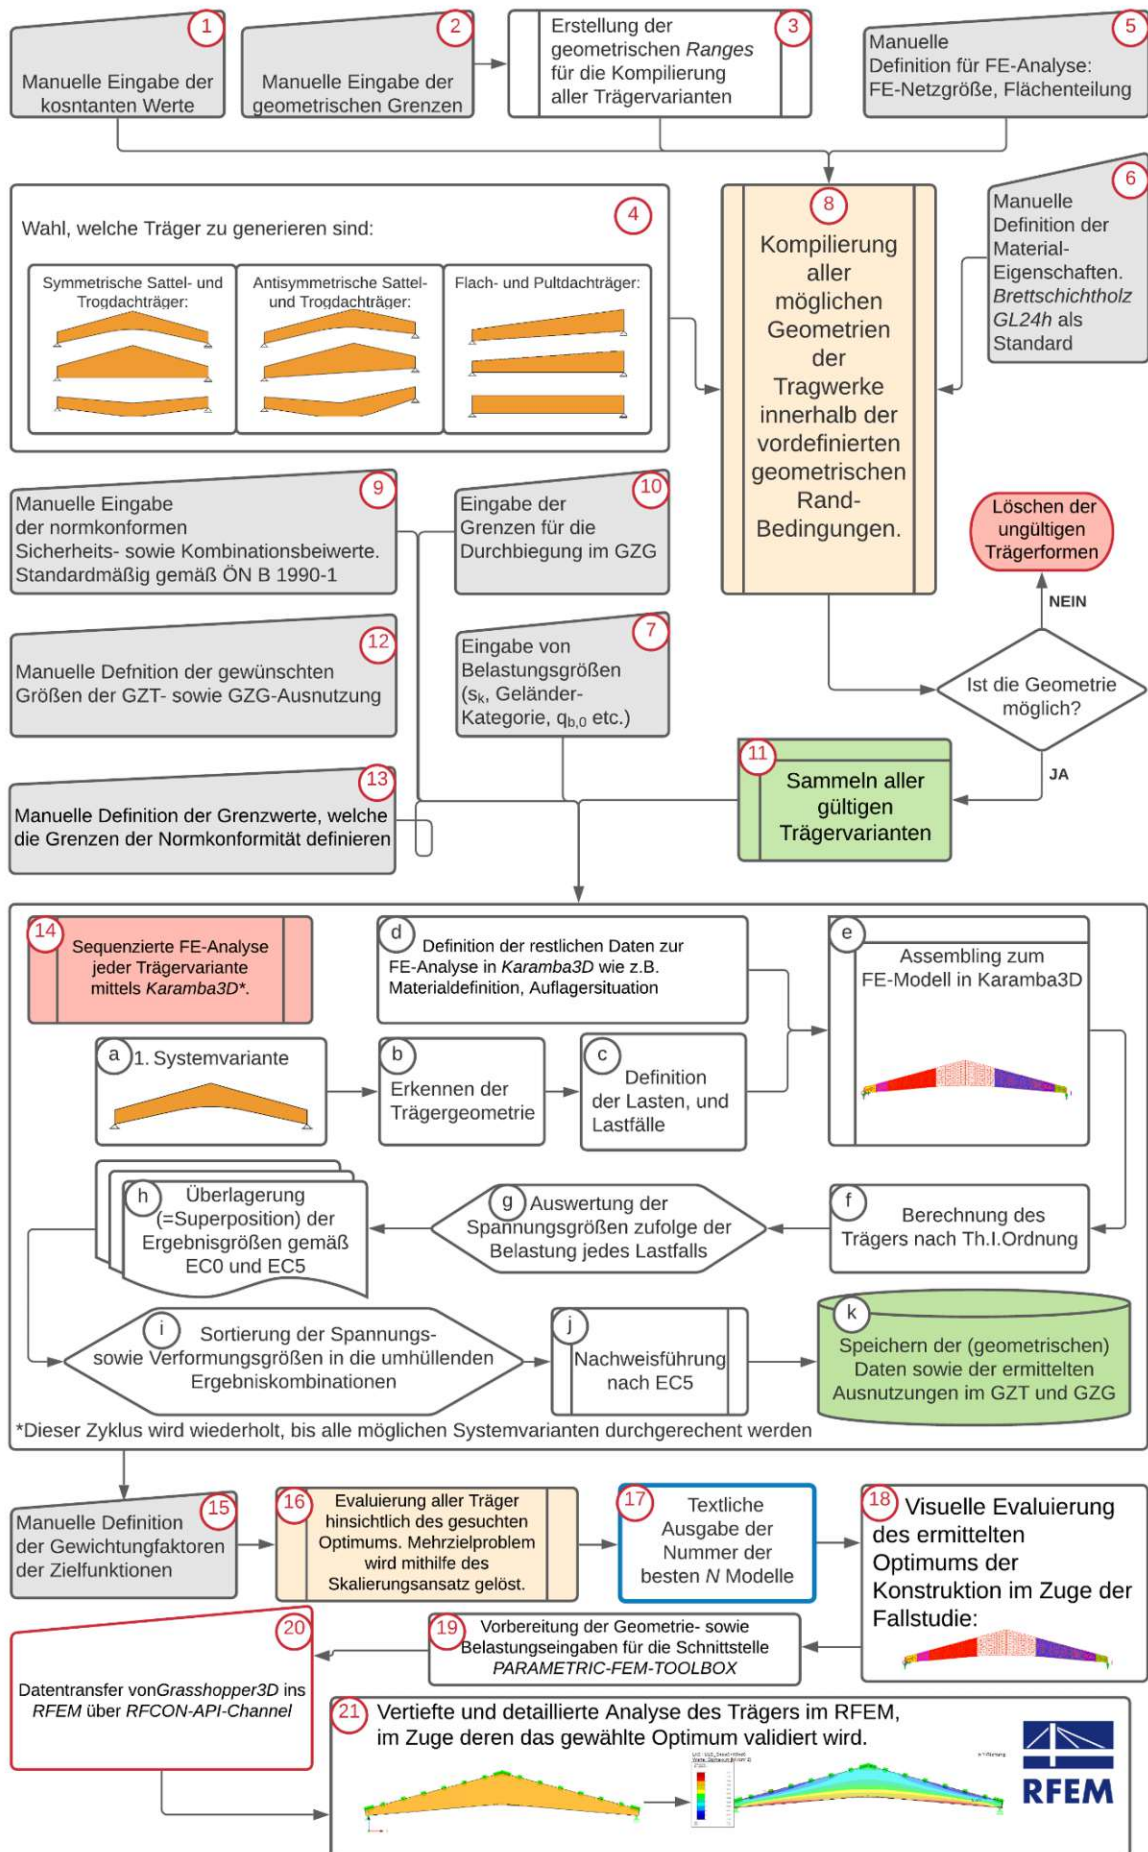 1
Manuelle Eingabe der
kosntanten Werte
2
Manuelle Eingabe der
geometrischen Grenzen
3
Erstellung der
geometrischen Ranges
für die Kompilierung
aller Trägervarianten
5
Manuelle
Definition für FE-Analyse:
FE-Netzgröße, Flächenteilung
4
Wahl, welche Träger zu generieren sind:
Symmetrische Sattel- und
Trogdachträger:
Antisymmetrische Sattel-
und Trogdachträger:
Flach- und Pultdachträger:
8
Kompilierung
aller
möglichen
Geometrien
der
Tragwerke
innerhalb der
vordefinierten
geometrischen
Rand-
Bedingungen.
6
Manuelle
Definition der
Material-
Eigenschaften.
Brettschichtholz
GL24h als
Standard
9
Manuelle Eingabe
der normkonformen
Sicherheits- sowie Kombinationsbeiwerte.
Standardmäßig gemäß ÖN B 1990-1
10
Eingabe der
Grenzen für die
Durchbiegung im GZG
Löschen der
ungültigen
Trägerformen
NEIN
12
Manuelle Defnition der gewünschten
Größen der GZT- sowie GZG-Ausnutzung
7
Eingabe von
Belastungsgrößen
(sk, Geländer-
Kategorie, qb,0 etc.)
Ist die Geometrie
möglich?
JA
13
Manuelle Definition der Grenzwerte, welche
die Grenzen der Normkonformität definieren
11
Sammeln aller
gültigen
Trägervarianten
14
Sequenzierte FE-Analyse
jeder Trägervariante
mittels Karamba3D*.
d
Definition der restlichen Daten zur
FE-Analyse in Karamba3D wie z.B.
Materialdefinition, Auflagersituation
e
Assembling zum
FE-Modell in Karamba3D
a
1. Systemvariante
b
Erkennen der
Trägergeometrie
c
Definition
der Lasten, und
Lastfälle
h
Überlagerung
(=Superposition) der
Ergebnisgrößen gemäß
EC0 und EC5
g
Auswertung der
Spannungsgrößen zufolge der
Belastung jedes Lastfalls
f
Berechnung des
Trägers nach Th.I.Ordnung
i
Sortierung der Spannungs-
sowie Verformungsgrößen in die umhüllenden
Ergebniskombinationen
j
Nachweisführung
nach EC5
k
Speichern der (geometrischen)
Daten sowie der ermittelten
Ausnutzungen im GZT und GZG
*Dieser Zyklus wird wiederholt, bis alle möglichen Systemvarianten durchgerechent werden
15
Manuelle Definition
der Gewichtungfaktoren
der Zielfunktionen
16
Evaluierung aller Träger
hinsichtlich des gesuchten
Optimums. Mehrzielproblem
wird mithilfe des
Skalierungsansatz gelöst.
17
Textliche
Ausgabe der
Nummer der
besten N Modelle
18
Visuelle Evaluierung
des ermittelten
Optimums der
Konstruktion im Zuge der
Fallstudie:
20
Datentransfer vonGrasshopper3D ins
RFEM über RFCON-API-Channel
19
Vorbereitung der Geometrie- sowie
Belastungseingaben für die Schnittstelle
PARAMETRIC-FEM-TOOLBOX
21
Vertiefte und detaillierte Analyse des Trägers im RFEM,
im Zuge deren das gewählte Optimum validiert wird.
RFEM